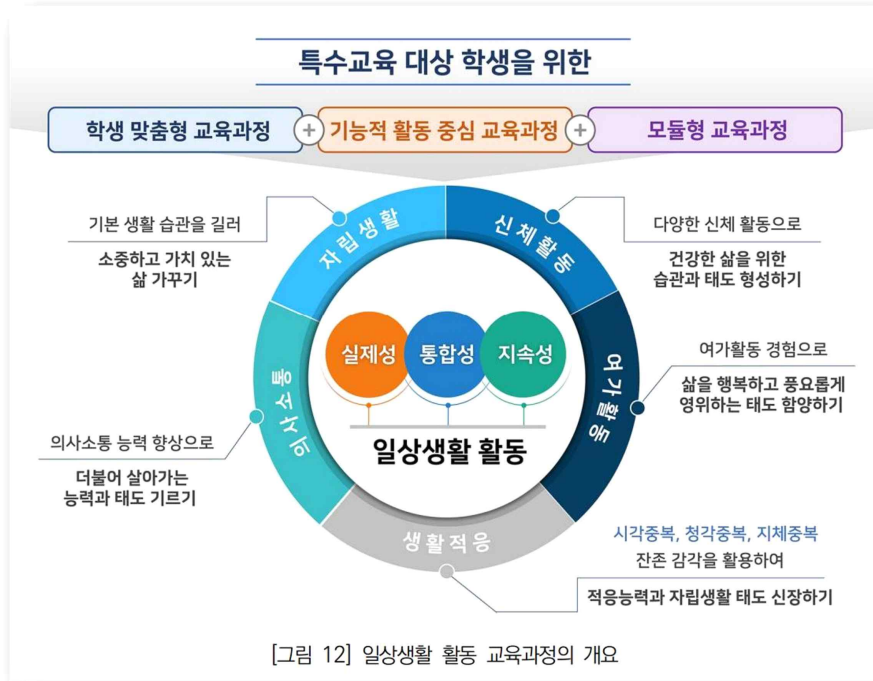 특수교육 대상 학생을 위한
학생 맞춤형 교육과정 + 기능적 활동 중심 교육과정 + 모듈형 교육과정
기본 생활 습관을 길러
소중하고 가치 있는
삶 가꾸기
자립생활
신체활동
다양한 신체 활동으로
건강한 삶을 위한
습관과 태도 형성하기
실제성 통합성 지속성
일상생활 활동
의사소통
여가활동
여가활동 경험으로
삶을 행복하고 풍요롭게
영위하는 태도 함양하기
의사소통 능력 향상으로
더불어 살아가는
능력과 태도 기르기
생활적응
시각중복, 청각중복, 지체중복
잔존 감각을 활용하여
적응능력과 자립생활 태도 신장하기
[그림 12] 일상생활 활동 교육과정의 개요